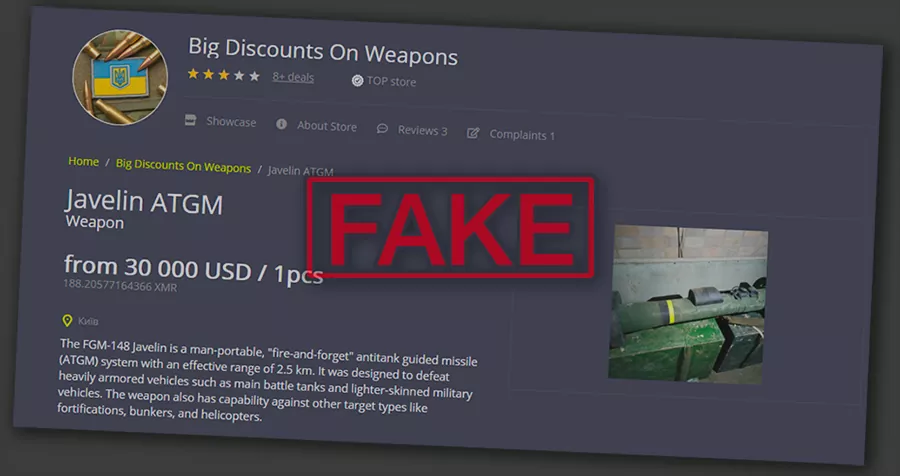 Big Discounts On Weapons
8+ deals
TOP store
Showcase
About Store
Reviews 3
Complaints 1
Home / Big Discounts On Weapons / Javelin ATGM
FAKE
Javelin ATGM
Weapon
from 30 000 USD / 1pcs
188.20577164366 XMR
Київ
The FGM-148 Javelin is a man-portable, "fire-and-forget" antitank guided missile
(ATGM) system with an effective range of 2.5 km. It was designed to defeat
heavily armored vehicles such as main battle tanks and lighter-skinned military
vehicles. The weapon also has capability against other target types like
fortifications, bunkers, and helicopters.